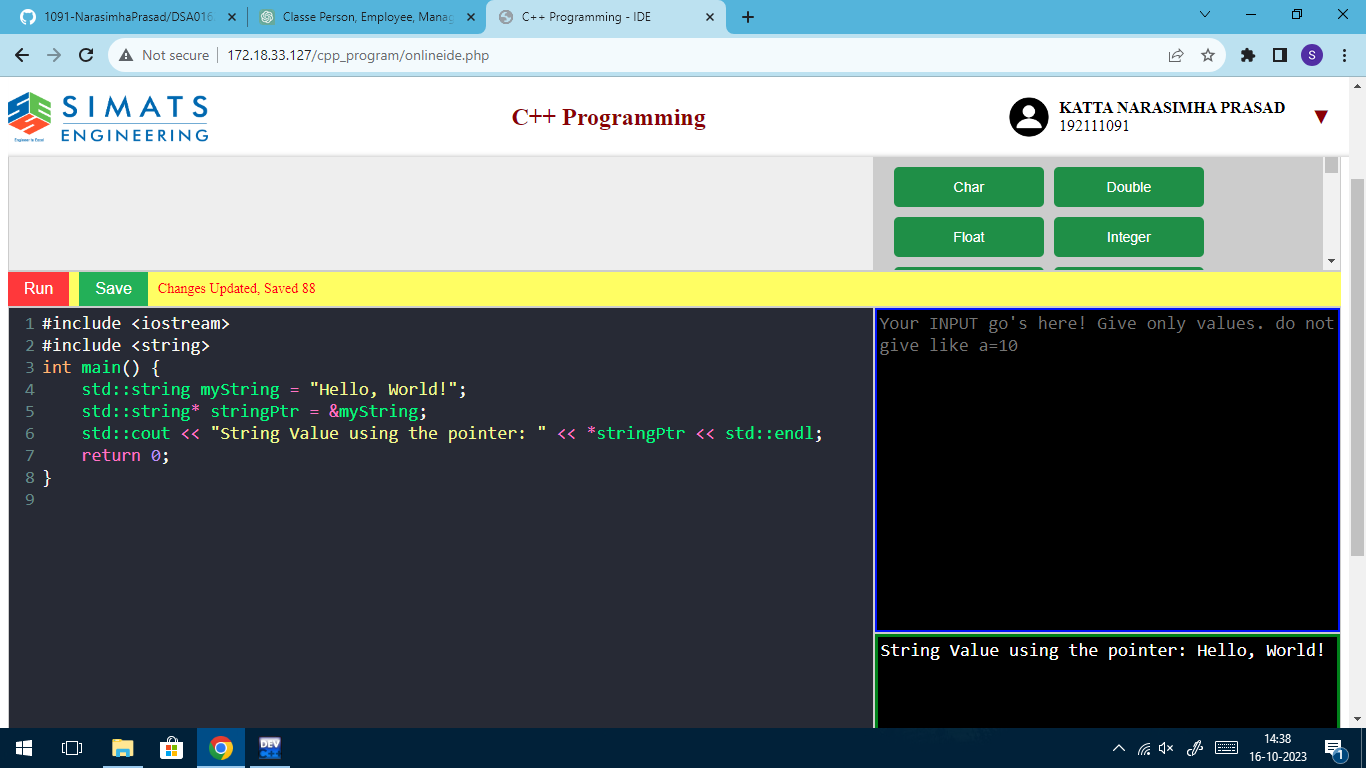 1091-NarasimhaPrasad/DSA016
Classe Person, Employee, Manag
C++ Programming - IDE
Not secure
172.18.33.127/cpp_program/onlineide.php
S
SIMATS
ENGINEERING
C++ Programming
KATTA NARASIMHA PRASAD
192111091
Char
Double
Float
Integer
Run
Save
Changes Updated, Saved 88
1 #include <iostream>
2 #include <string>
3 int main() {
4     std::string myString = "Hello, World!";
5     std::string* stringPtr = &myString;
6     std::cout << "String Value using the pointer: " << *stringPtr << std::endl;
7     return 0;
8 }
9
Your INPUT go's here! Give only values. do not
give like a=10
String Value using the pointer: Hello, World!
DEV
14:38
16-10-2023
1